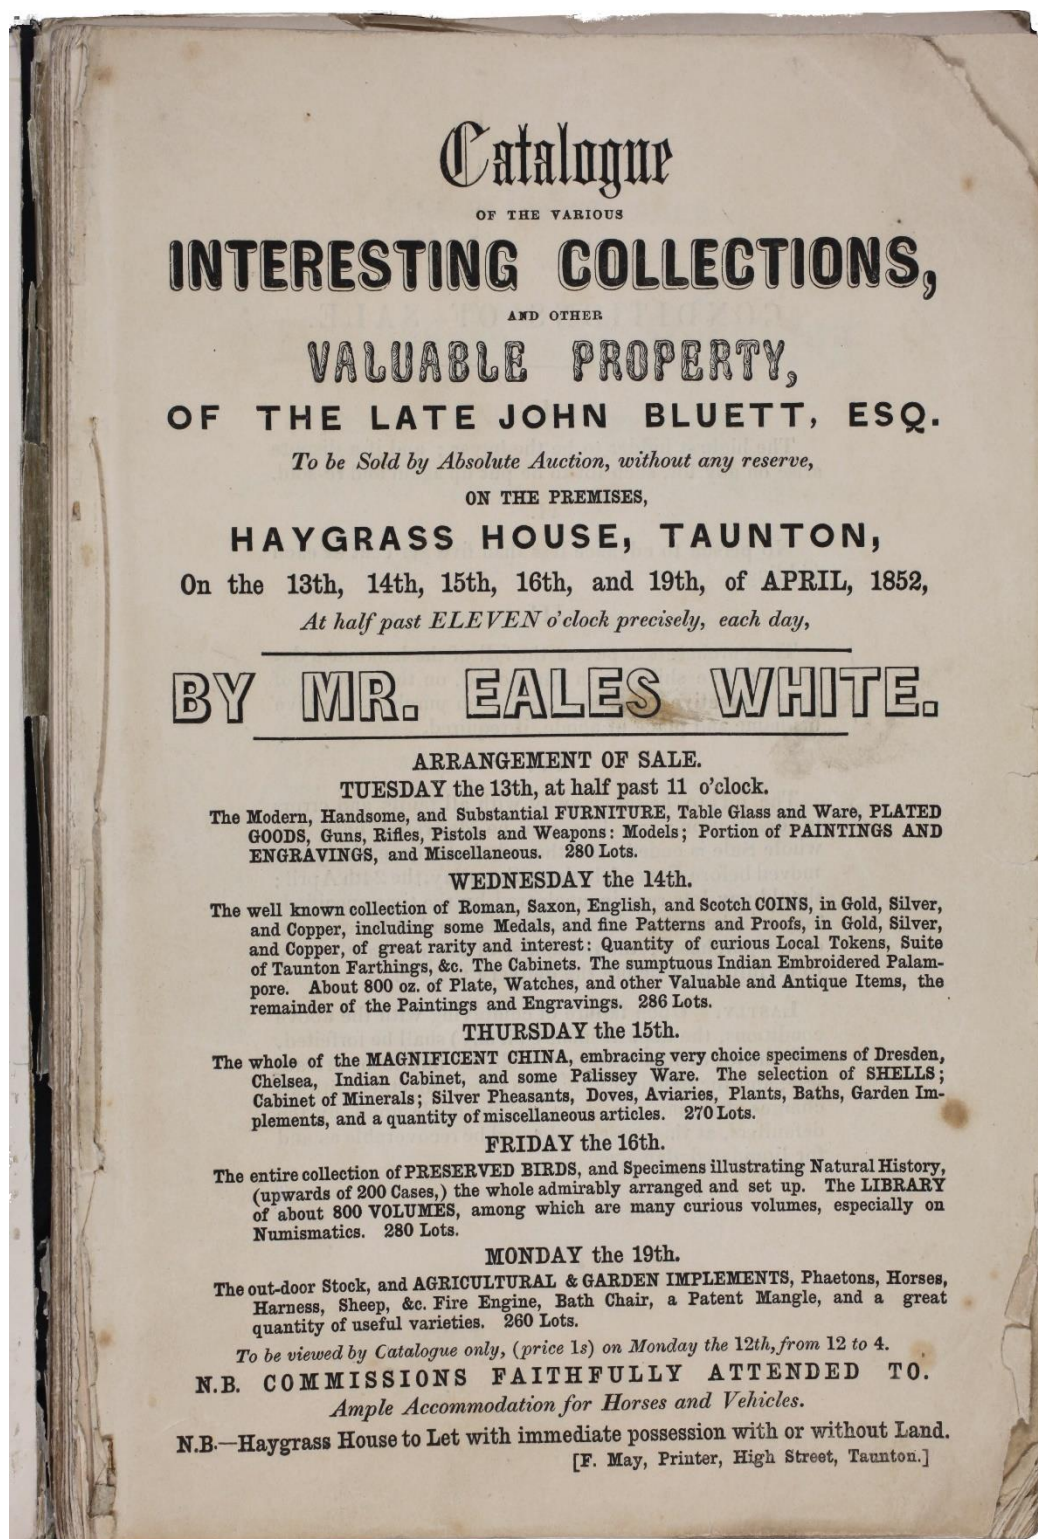 Catalogue
OF THE VARIOUS
INTERESTING COLLECTIONS,
AND OTHER
VALUABLE PROPERTY,
OF THE LATE JOHN BLUETT, ESQ.
To be Sold by Absolute Auction, without any reserve,
ON THE PREMISES,
HAYGRASS HOUSE, TAUNTON,
On the 13th, 14th, 15th, 16th, and 19th, of APRIL, 1852,
At half past ELEVEN o'clock precisely, each day,
BY MR. EALES WHITE.
ARRANGEMENT OF SALE.
TUESDAY the 13th, at half past 11 o'clock.
The Modern, Handsome, and Substantial FURNITURE, Table Glass and Ware, PLATED
GOODS, Guns, Rifles, Pistols and Weapons: Models; Portion of PAINTINGS AND
ENGRAVINGS, and Miscellaneous. 280 Lots.
WEDNESDAY the 14th.
The well known collection of Roman, Saxon, English, and Scotch COINS, in Gold, Silver,
and Copper, including some Medals, and fine Patterns and Proofs, in Gold, Silver,
and Copper, of great rarity and interest: Quantity of curious Local Tokens, Suite
of Taunton Farthings, &c. The Cabinets. The sumptuous Indian Embroidered Palam-
pore. About 800 oz. of Plate, Watches, and other Valuable and Antique Items, the
remainder of the Paintings and Engravings. 286 Lots.
THURSDAY the 15th.
The whole of the MAGNIFICENT CHINA, embracing very choice specimens of Dresden,
Chelsea, Indian Cabinet, and some Palissey Ware. The selection of SHELLS;
Cabinet of Minerals; Silver Pheasants, Doves, Aviaries, Plants, Baths, Garden Im-
plements, and a quantity of miscellaneous articles. 270 Lots.
FRIDAY the 16th.
The entire collection of PRESERVED BIRDS, and Specimens illustrating Natural History,
(upwards of 200 Cases,) the whole admirably arranged and set up. The LIBRARY
of about 800 VOLUMES, among which are many curious volumes, especially on
Numismatics. 280 Lots.
MONDAY the 19th.
The out-door Stock, and AGRICULTURAL & GARDEN IMPLEMENTS, Phaetons, Horses,
Harness, Sheep, &c. Fire Engine, Bath Chair, a Patent Mangle, and a great
quantity of useful varieties. 260 Lots.
To be viewed by Catalogue only, (price 1s) on Monday the 12th, from 12 to 4.
N.B. COMMISSIONS FAITHFULLY ATTENDED TO.
Ample Accommodation for Horses and Vehicles.
N.B.—Haygrass House to Let with immediate possession with or without Land.
[F. May, Printer, High Street, Taunton.]